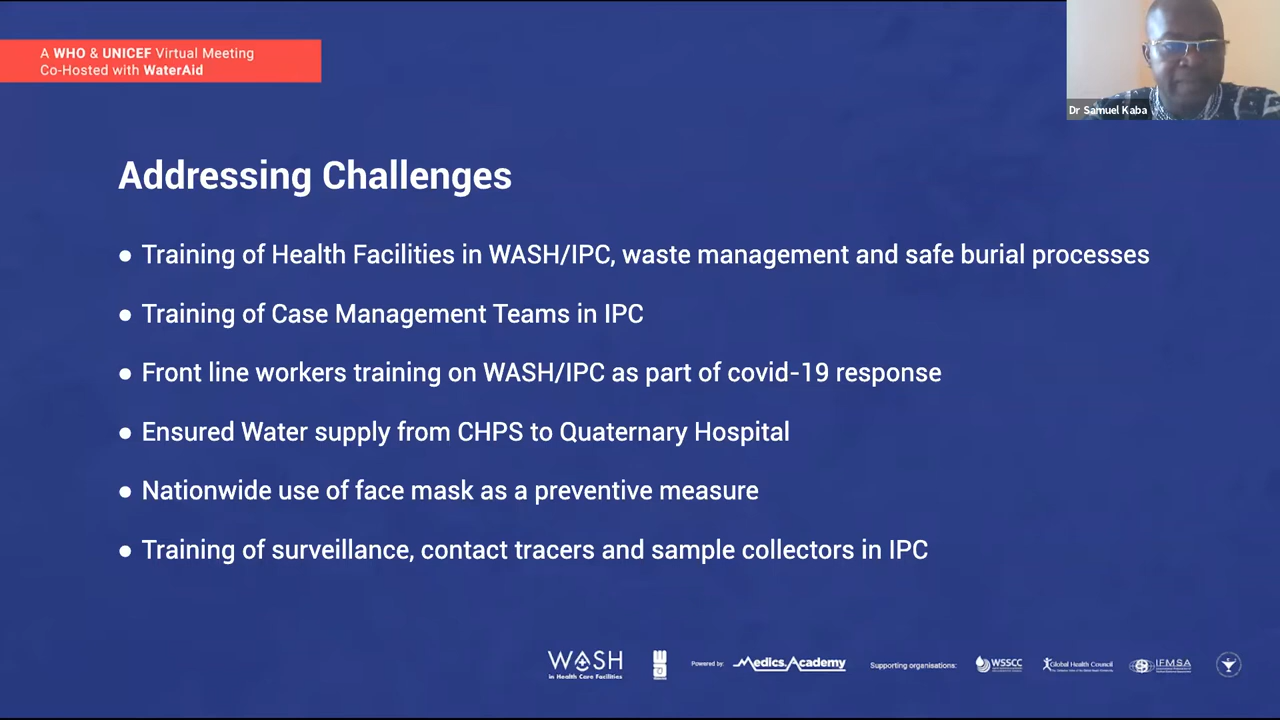 A WHO & UNICEF Virtual Meeting
Co-Hosted with WaterAid
Dr Samuel Kaba
Addressing Challenges
● Training of Health Facilities in WASH/IPC, waste management and safe burial processes
● Training of Case Management Teams in IPC
● Front line workers training on WASH/IPC as part of covid-19 response
● Ensured Water supply from CHPS to Quaternary Hospital
● Nationwide use of face mask as a preventive measure
● Training of surveillance, contact tracers and sample collectors in IPC
WASH
in Health Care Facilities
Powered by:
Medics.Academy
Supporting organisations:
WSSCC
Global Health Council
IFMSA